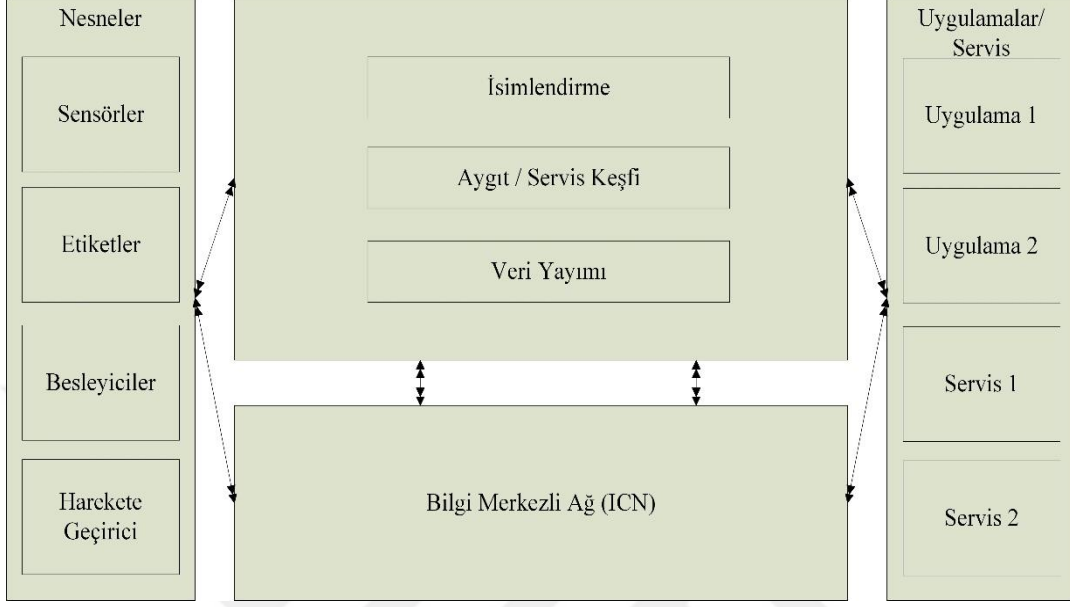 Nesneler
Sensörler
Etiketler
Besleyiciler
Harekete
Geçirici
İsimlendirme
Aygıt / Servis Keşfi
Veri Yayımı
Bilgi Merkezli Ağ (ICN)
Uygulamalar/
Servis
Uygulama 1
Uygulama 2
Servis 1
Servis 2